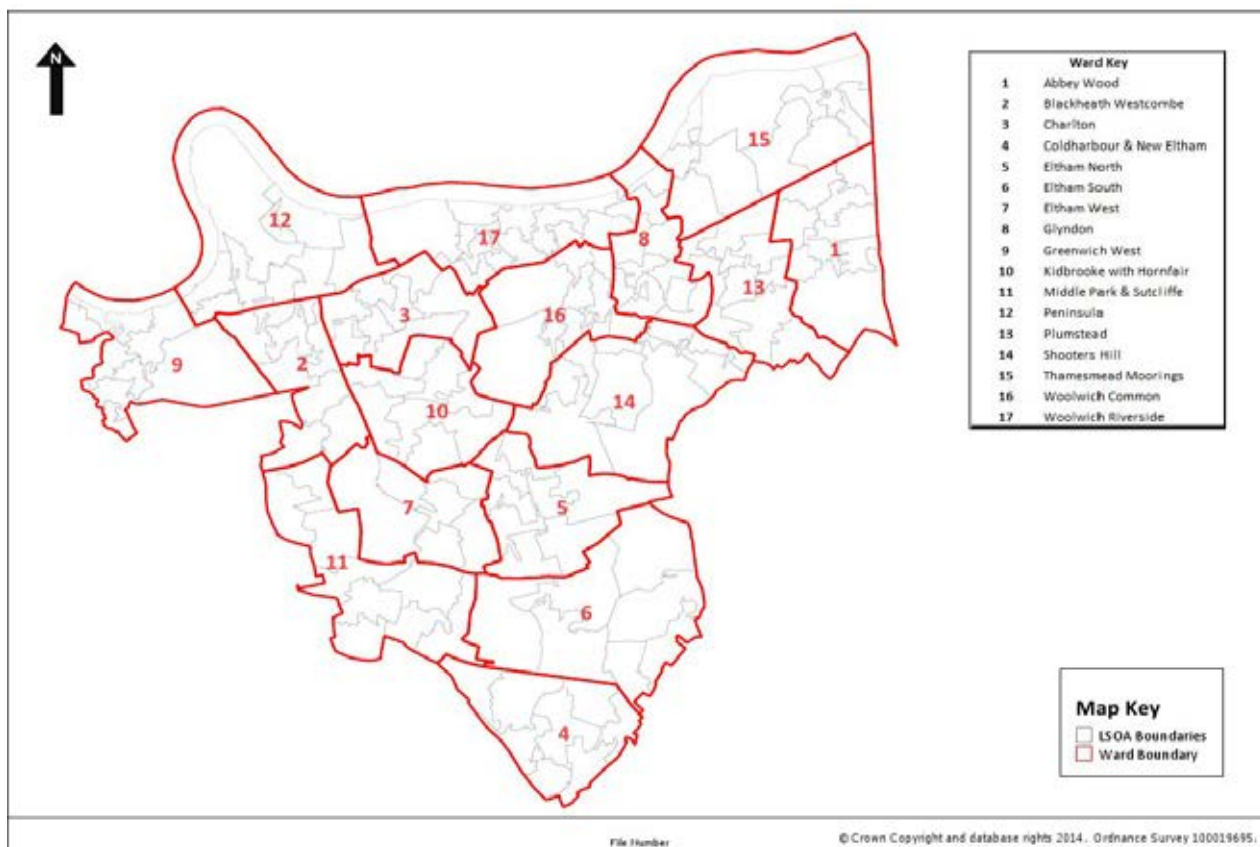 N
Ward Key
1 Abbey Wood
2 Blackheath Westcombe
3 Charlton
4 Coldharbour & New Eltham
5 Eltham North
6 Eltham South
7 Eltham West
8 Glyndon
9 Greenwich West
10 Kidbrooke with Hornfair
11 Middle Park & Sutcliffe
12 Peninsula
13 Plumstead
14 Shooters Hill
15 Thamesmead Moorings
16 Woolwich Common
17 Woolwich Riverside
15
12
17
8
1
13
3
16
2
9
14
10
7
5
11
6
4
Map Key
LSOA Boundaries
Ward Boundary
File Number
© Crown Copyright and database rights 2014. Ordnance Survey 100019695.